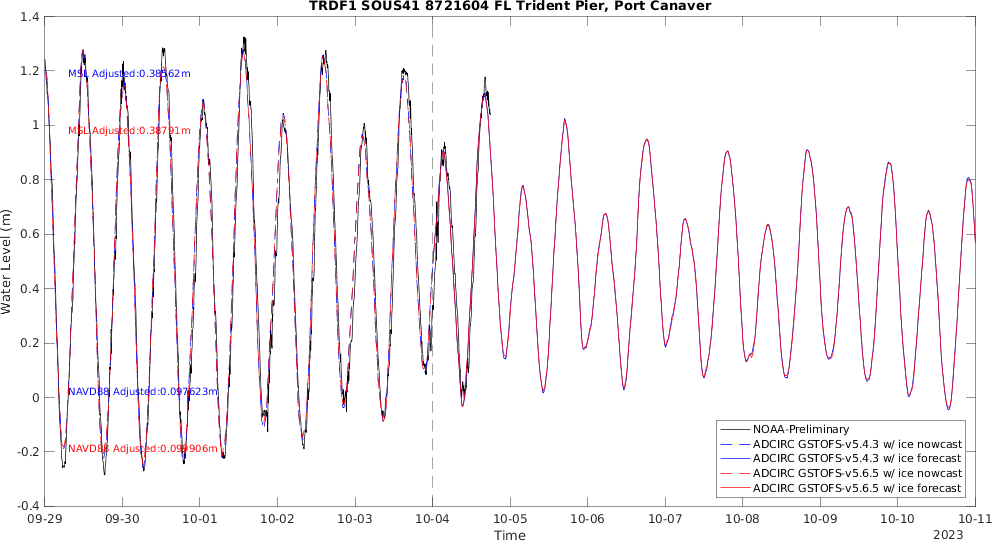 TRDF1 SOUS41 8721604 FL Trident Pier, Port Canaver
1.4
1.2
1
0.8
0.6
0.4
0.2
0
-0.2
-0.4
Water Level (m)
MSL Adjusted:0.38562m
MSL Adjusted:0.38791m
NAVD88 Adjusted:0.097623m
NAVD88 Adjusted:0.099906m
NOAA-Preliminary
ADCIRC GSTOFS-v5.4.3 w/ ice nowcast
ADCIRC GSTOFS-v5.4.3 w/ ice forecast
ADCIRC GSTOFS-v5.6.5 w/ ice nowcast
ADCIRC GSTOFS-v5.6.5 w/ ice forecast
09-29 09-30 10-01 10-02 10-03 10-04 10-05 10-06 10-07 10-08 10-09 10-10 10-11
Time
2023